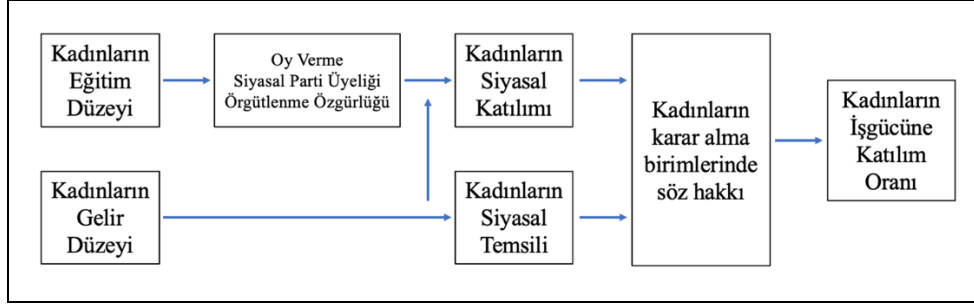 Kadınların
Eğitim
Düzeyi
Oy Verme
Siyasal Parti Üyeliği
Örgütlenme Özgürlüğü
Kadınların
Siyasal
Katılımı
Kadınların
karar alma
birimlerinde
söz hakkı
Kadınların
İşgücüne
Katılım
Oranı
Kadınların
Gelir
Düzeyi
Kadınların
Siyasal
Temsili